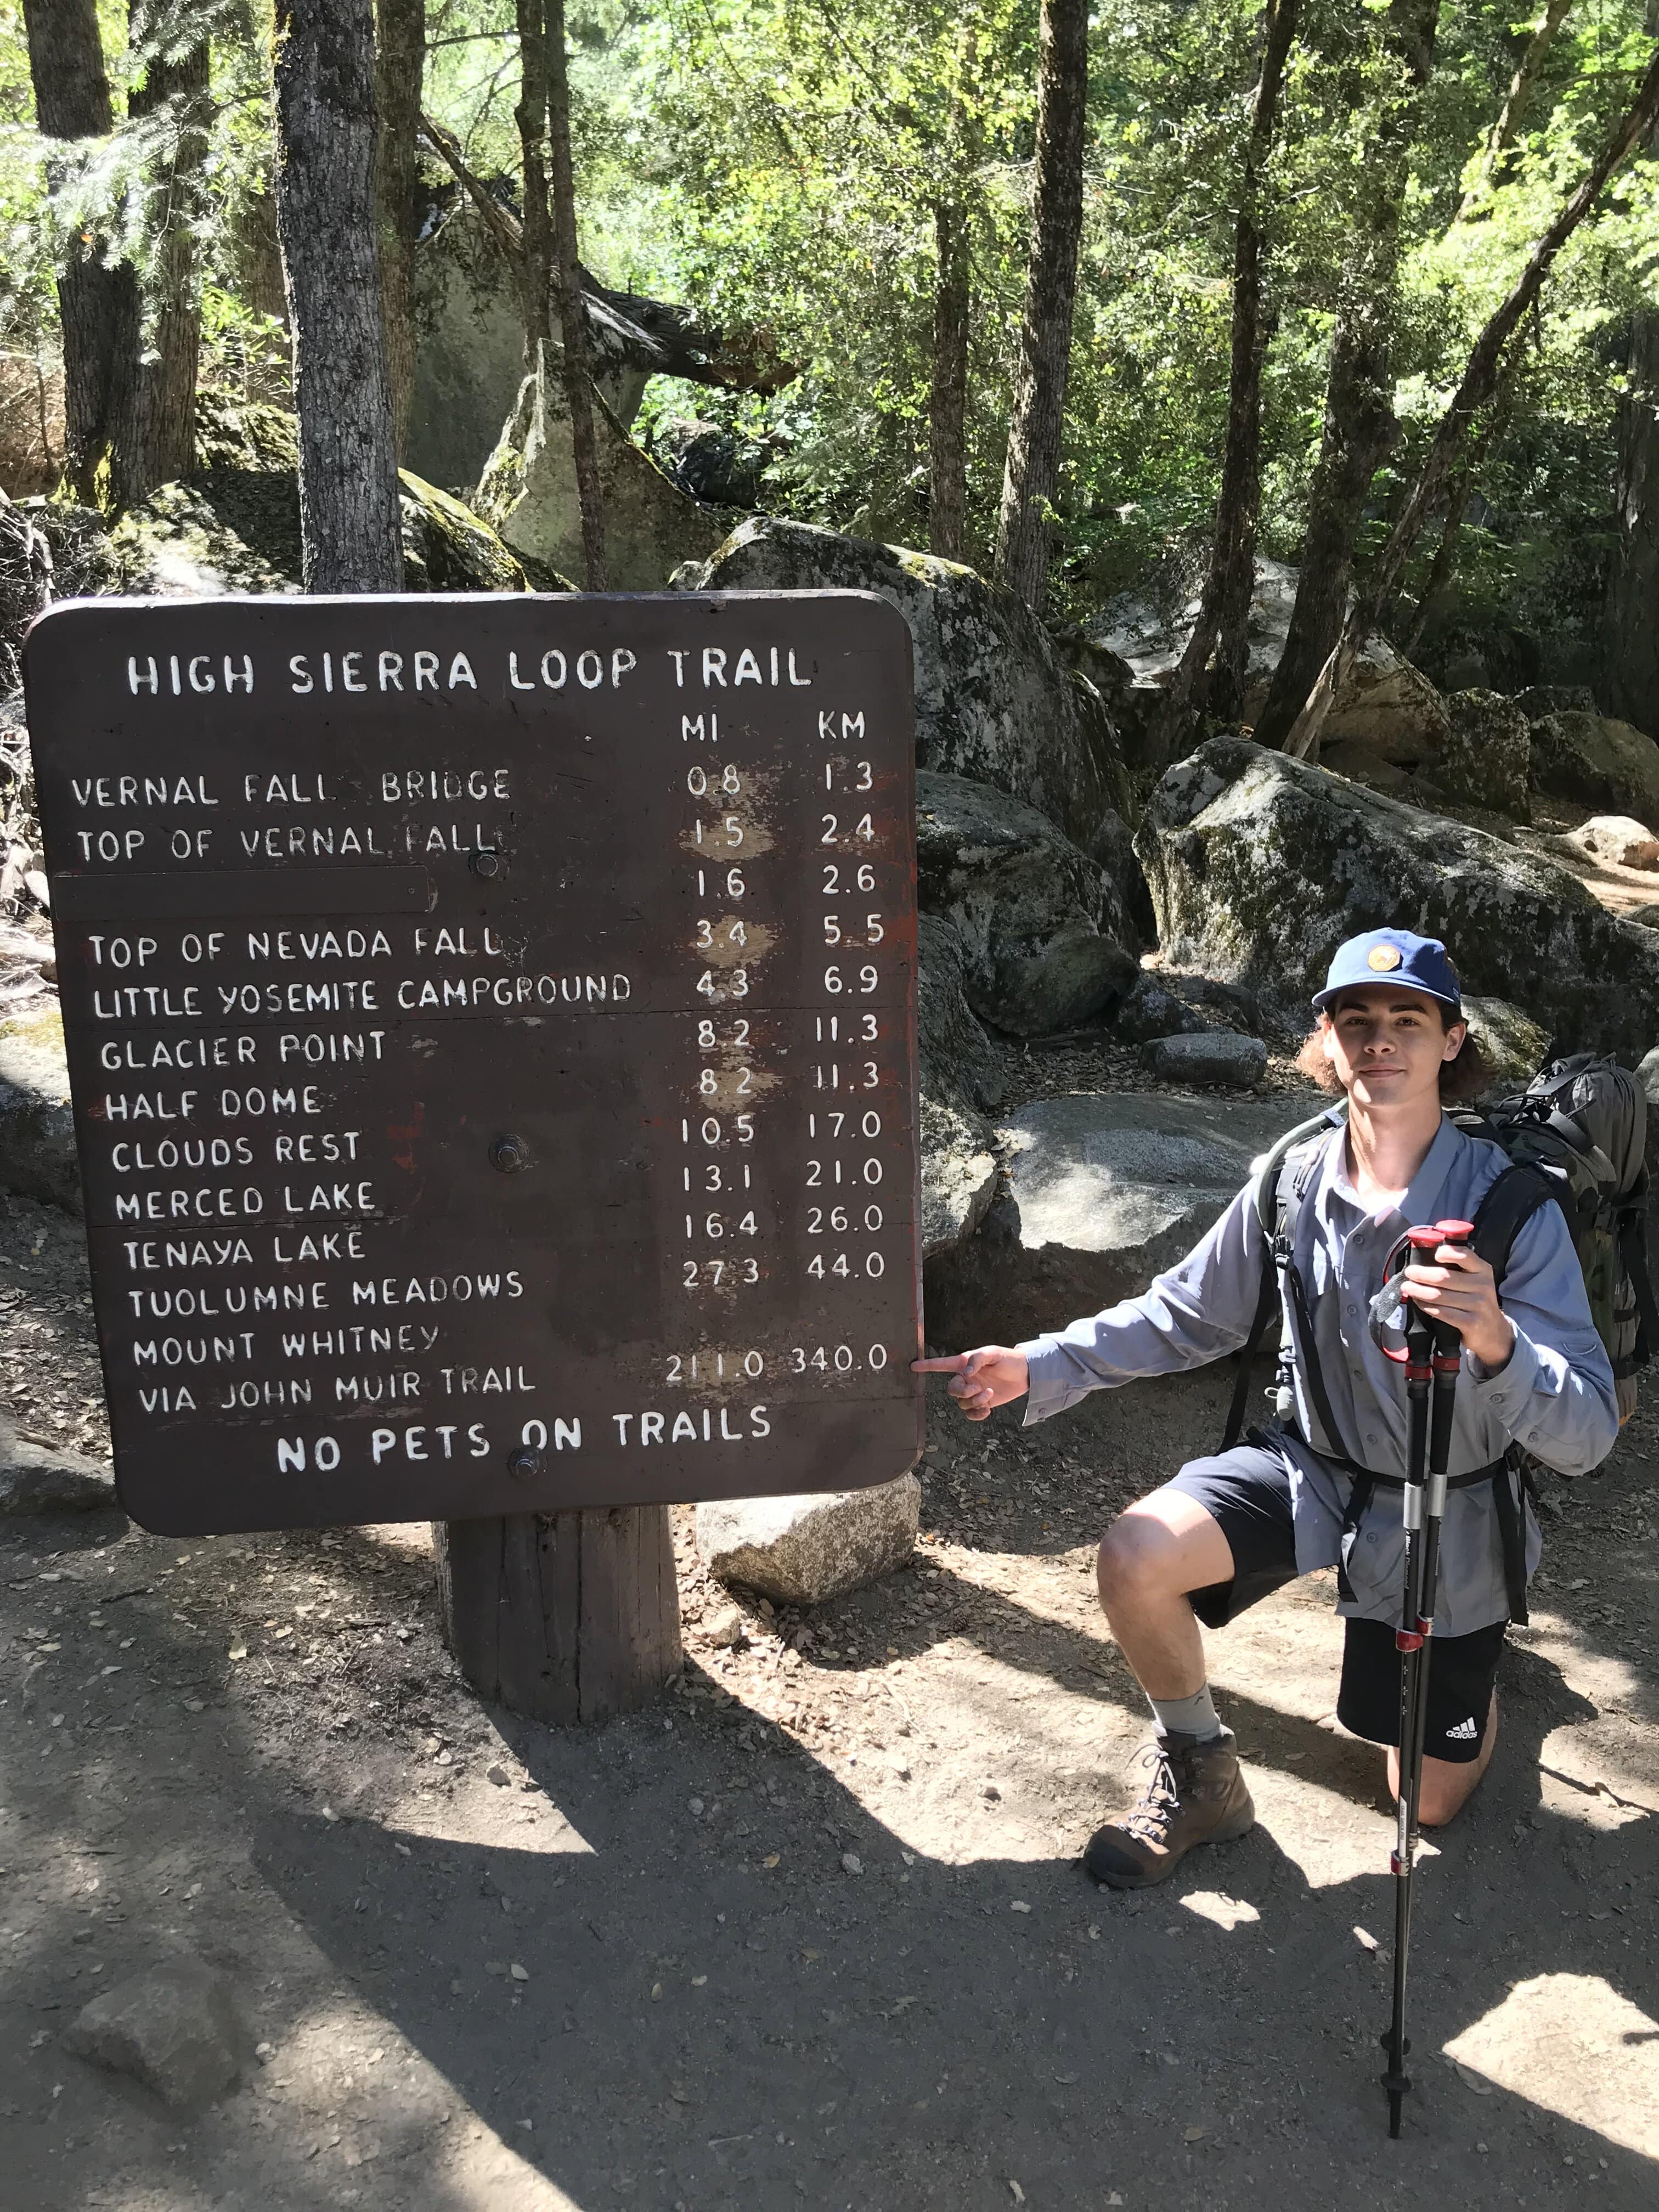 HIGH SIERRA LOOP TRAIL
MI KM
VERNAL FALL BRIDGE 0.8 1.3
TOP OF VERNAL FALL 1.5 2.4
1.6 2.6
TOP OF NEVADA FALL 3.4 5.5
LITTLE YOSEMITE CAMPGROUND 4.3 6.9
GLACIER POINT 8.2 11.3
HALF DOME 8.2 11.3
CLOUDS REST 10.5 17.0
MERCED LAKE 13.1 21.0
TENAYA LAKE 16.4 26.0
TUOLUMNE MEADOWS 27.3 44.0
MOUNT WHITNEY
VIA JOHN MUIR TRAIL 211.0 340.0
NO PETS ON TRAILS
adidas